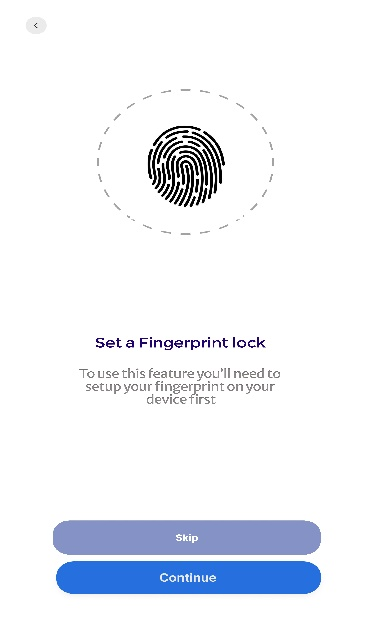 Set a Fingerprint lock
To use this feature you'll need to
setup your fingerprint on your
device first
Skip
Continue